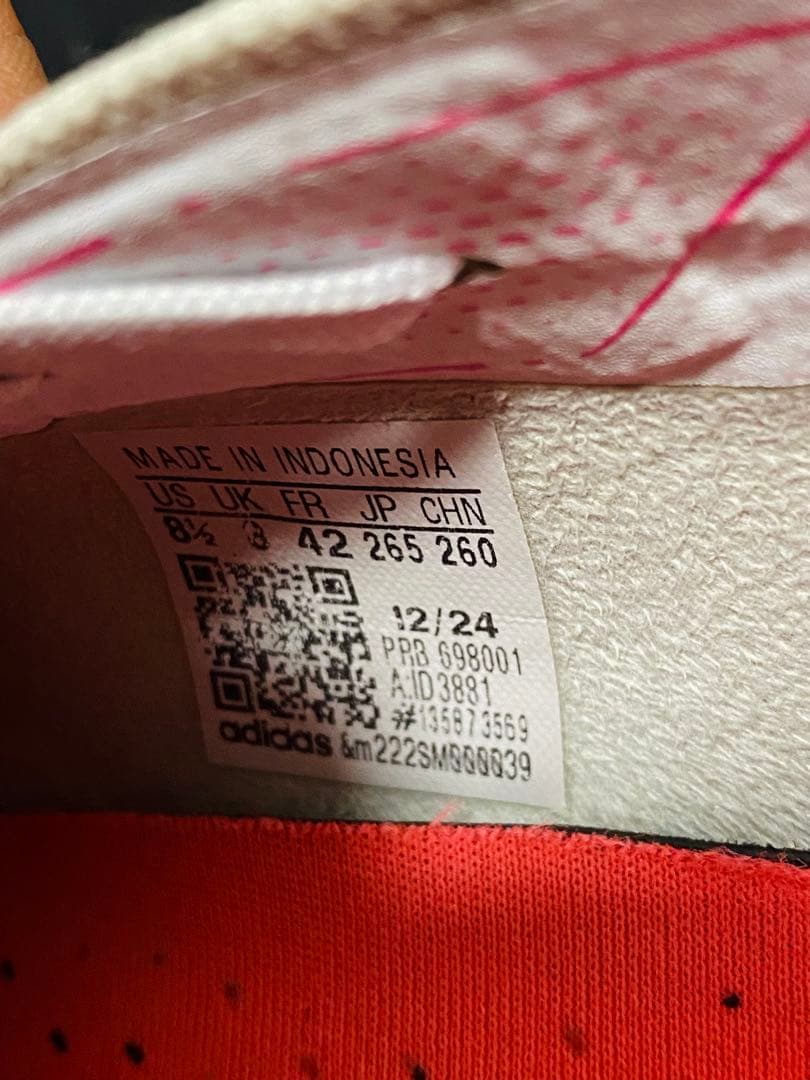 MADE IN INDONESIA
US UK FR JP CHN
8½ 8 42 265 260
12/24
PRB 698001
A:ID3881
#135873569
adidas &m222SM000039